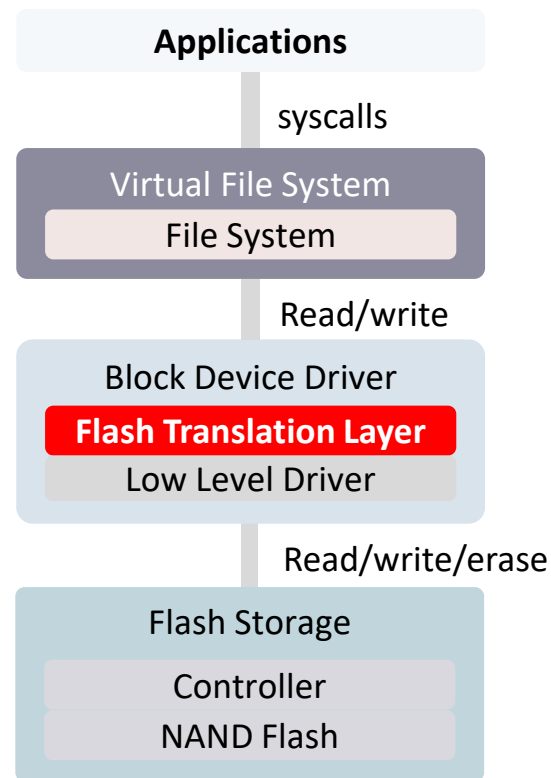 Applications
syscalls
Virtual File System
File System
Read/write
Block Device Driver
Flash Translation Layer
Low Level Driver
Read/write/erase
Flash Storage
Controller
NAND Flash